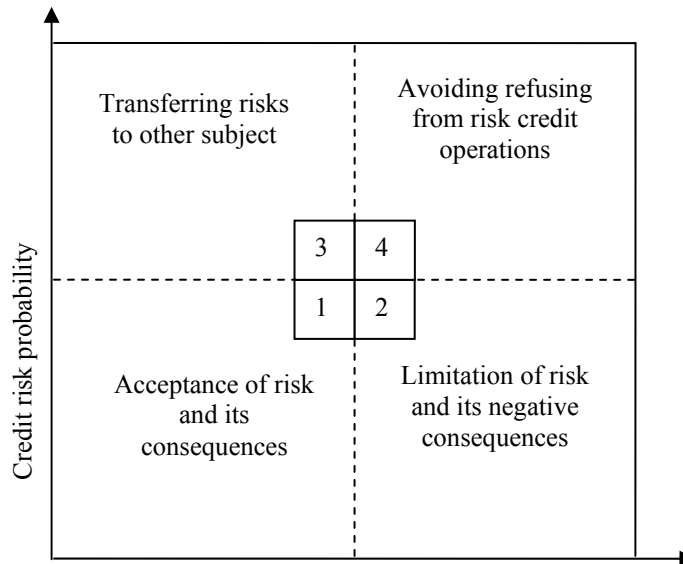 Transferring risks
to other subject
Avoiding refusing
from risk credit
operations
3
4
1
2
Acceptance of risk
and its
consequences
Limitation of risk
and its negative
consequences
Credit risk probability